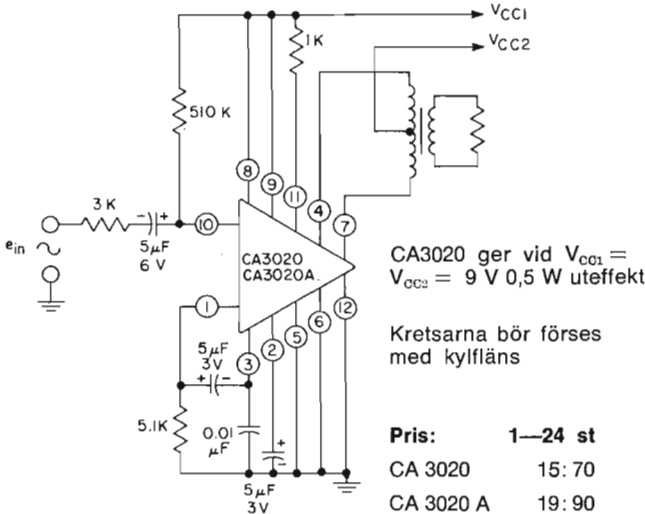 VCC1
VCC2
1K
510 K
8
9
11
4
7
3K
- +
10
5µF
6 V
ein
CA3020
CA3020A.
1
12
6
5
2
3
5µF
3V
+ -
5.1K
0.01
µF
+
-
5µF
3V
CA3020 ger vid VCC1 =
VCC2 = 9 V 0,5 W uteffekt
Kretsarna bör förses
med kylfläns
Pris: 1—24 st
CA 3020 15:70
CA 3020 A 19:90